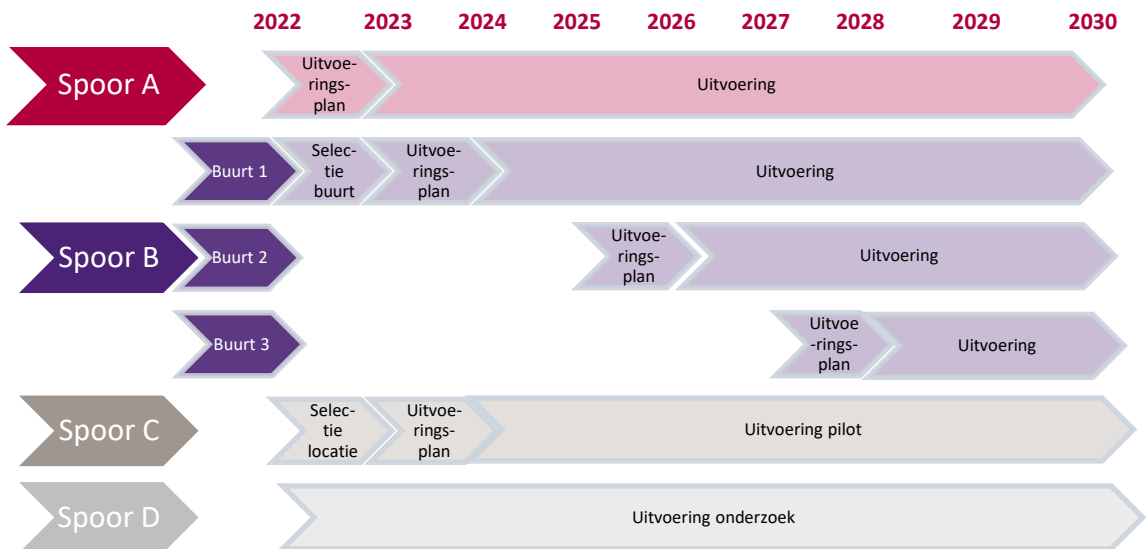 2022 2023 2024 2025 2026 2027 2028 2029 2030
Spoor A
Uitvoe-
rings-
plan
Uitvoering
Buurt 1
Selec-
tie
buurt
Uitvoe-
rings-
plan
Uitvoering
Spoor B
Buurt 2
Uitvoe-
rings-
plan
Uitvoering
Buurt 3
Uitvoe
-rings-
plan
Uitvoering
Spoor C
Selec-
tie
locatie
Uitvoe-
rings-
plan
Uitvoering pilot
Spoor D
Uitvoering onderzoek